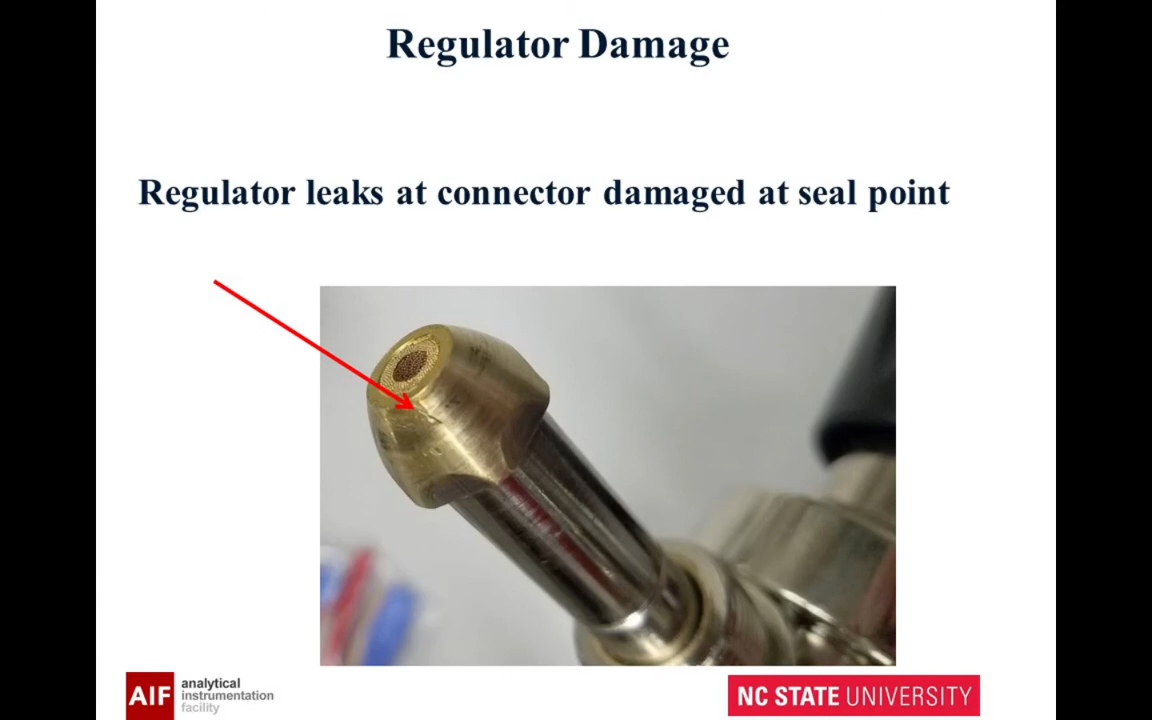 Regulator Damage
Regulator leaks at connector damaged at seal point
AIF analytical
instrumentation
facility
NC STATE UNIVERSITY